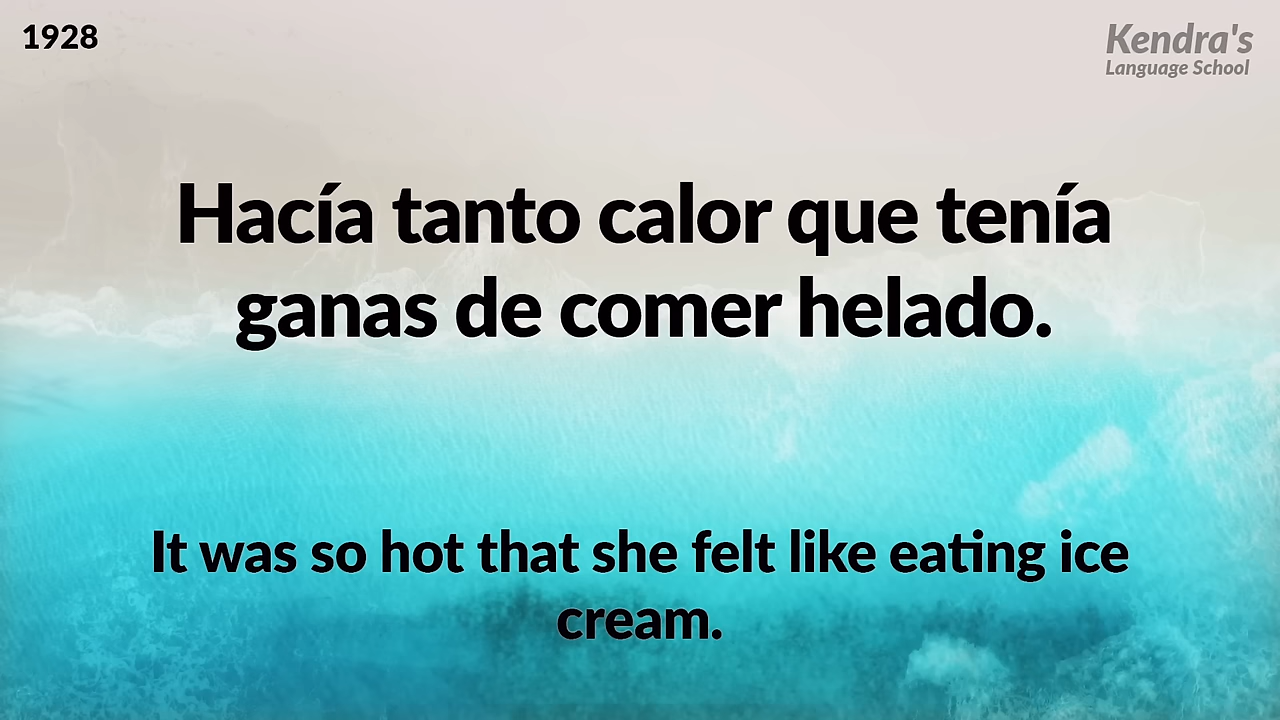 1928
Kendra's
Language School
Hacía tanto calor que tenía
ganas de comer helado.
It was so hot that she felt like eating ice
cream.